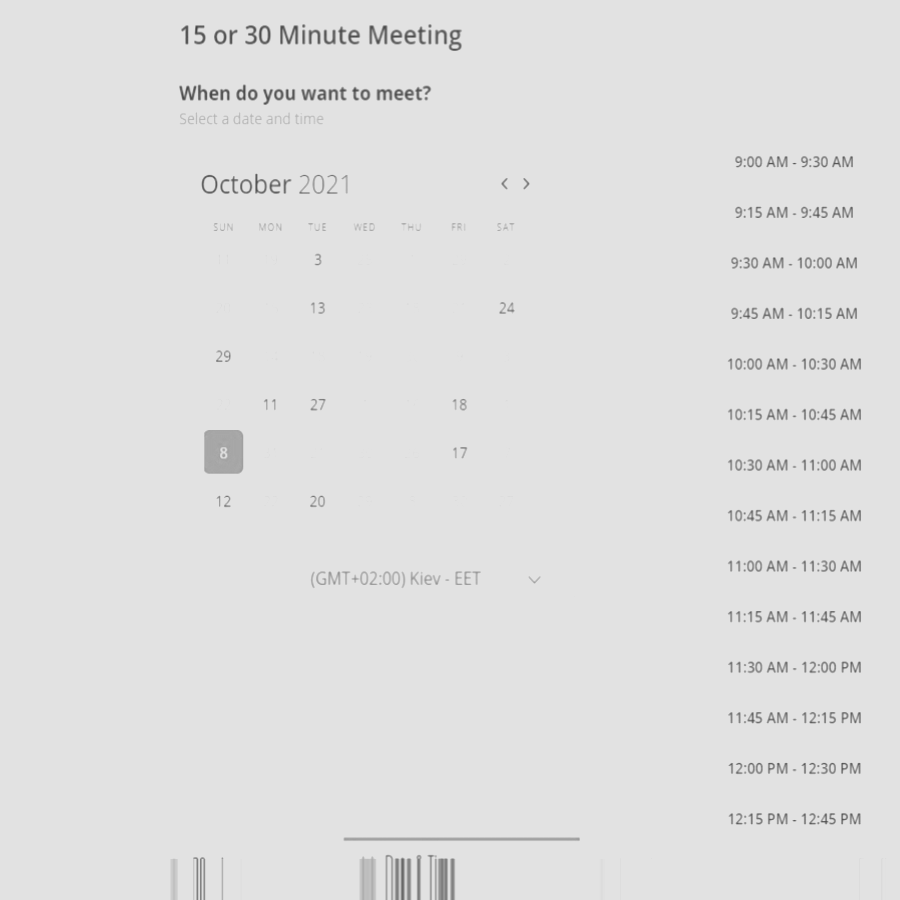 15 or 30 Minute Meeting
When do you want to meet?
Select a date and time
October 2021
SUN MON TUE WED THU FRI SAT
3
13 24
29
11 27 18
8 17
12 20
(GMT+02:00) Kiev - EET
9:00 AM - 9:30 AM
9:15 AM - 9:45 AM
9:30 AM - 10:00 AM
9:45 AM - 10:15 AM
10:00 AM - 10:30 AM
10:15 AM - 10:45 AM
10:30 AM - 11:00 AM
10:45 AM - 11:15 AM
11:00 AM - 11:30 AM
11:15 AM - 11:45 AM
11:30 AM - 12:00 PM
11:45 AM - 12:15 PM
12:00 PM - 12:30 PM
12:15 PM - 12:45 PM